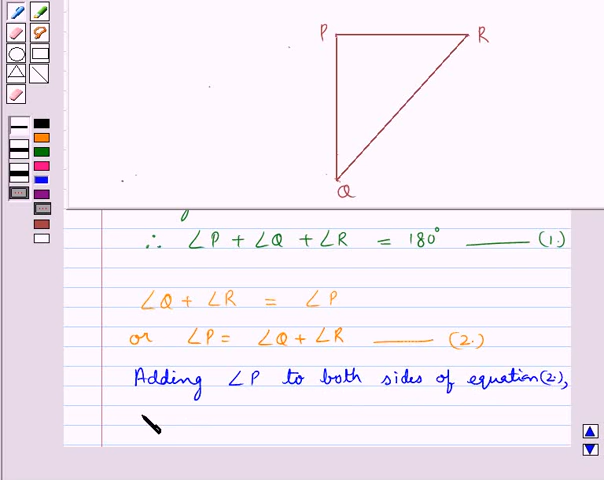 P R
Q
∴ ∠P + ∠Q + ∠R = 180° —— (1.)
∠Q + ∠R = ∠P
or ∠P = ∠Q + ∠R —— (2.)
Adding ∠P to both sides of equation (2.),